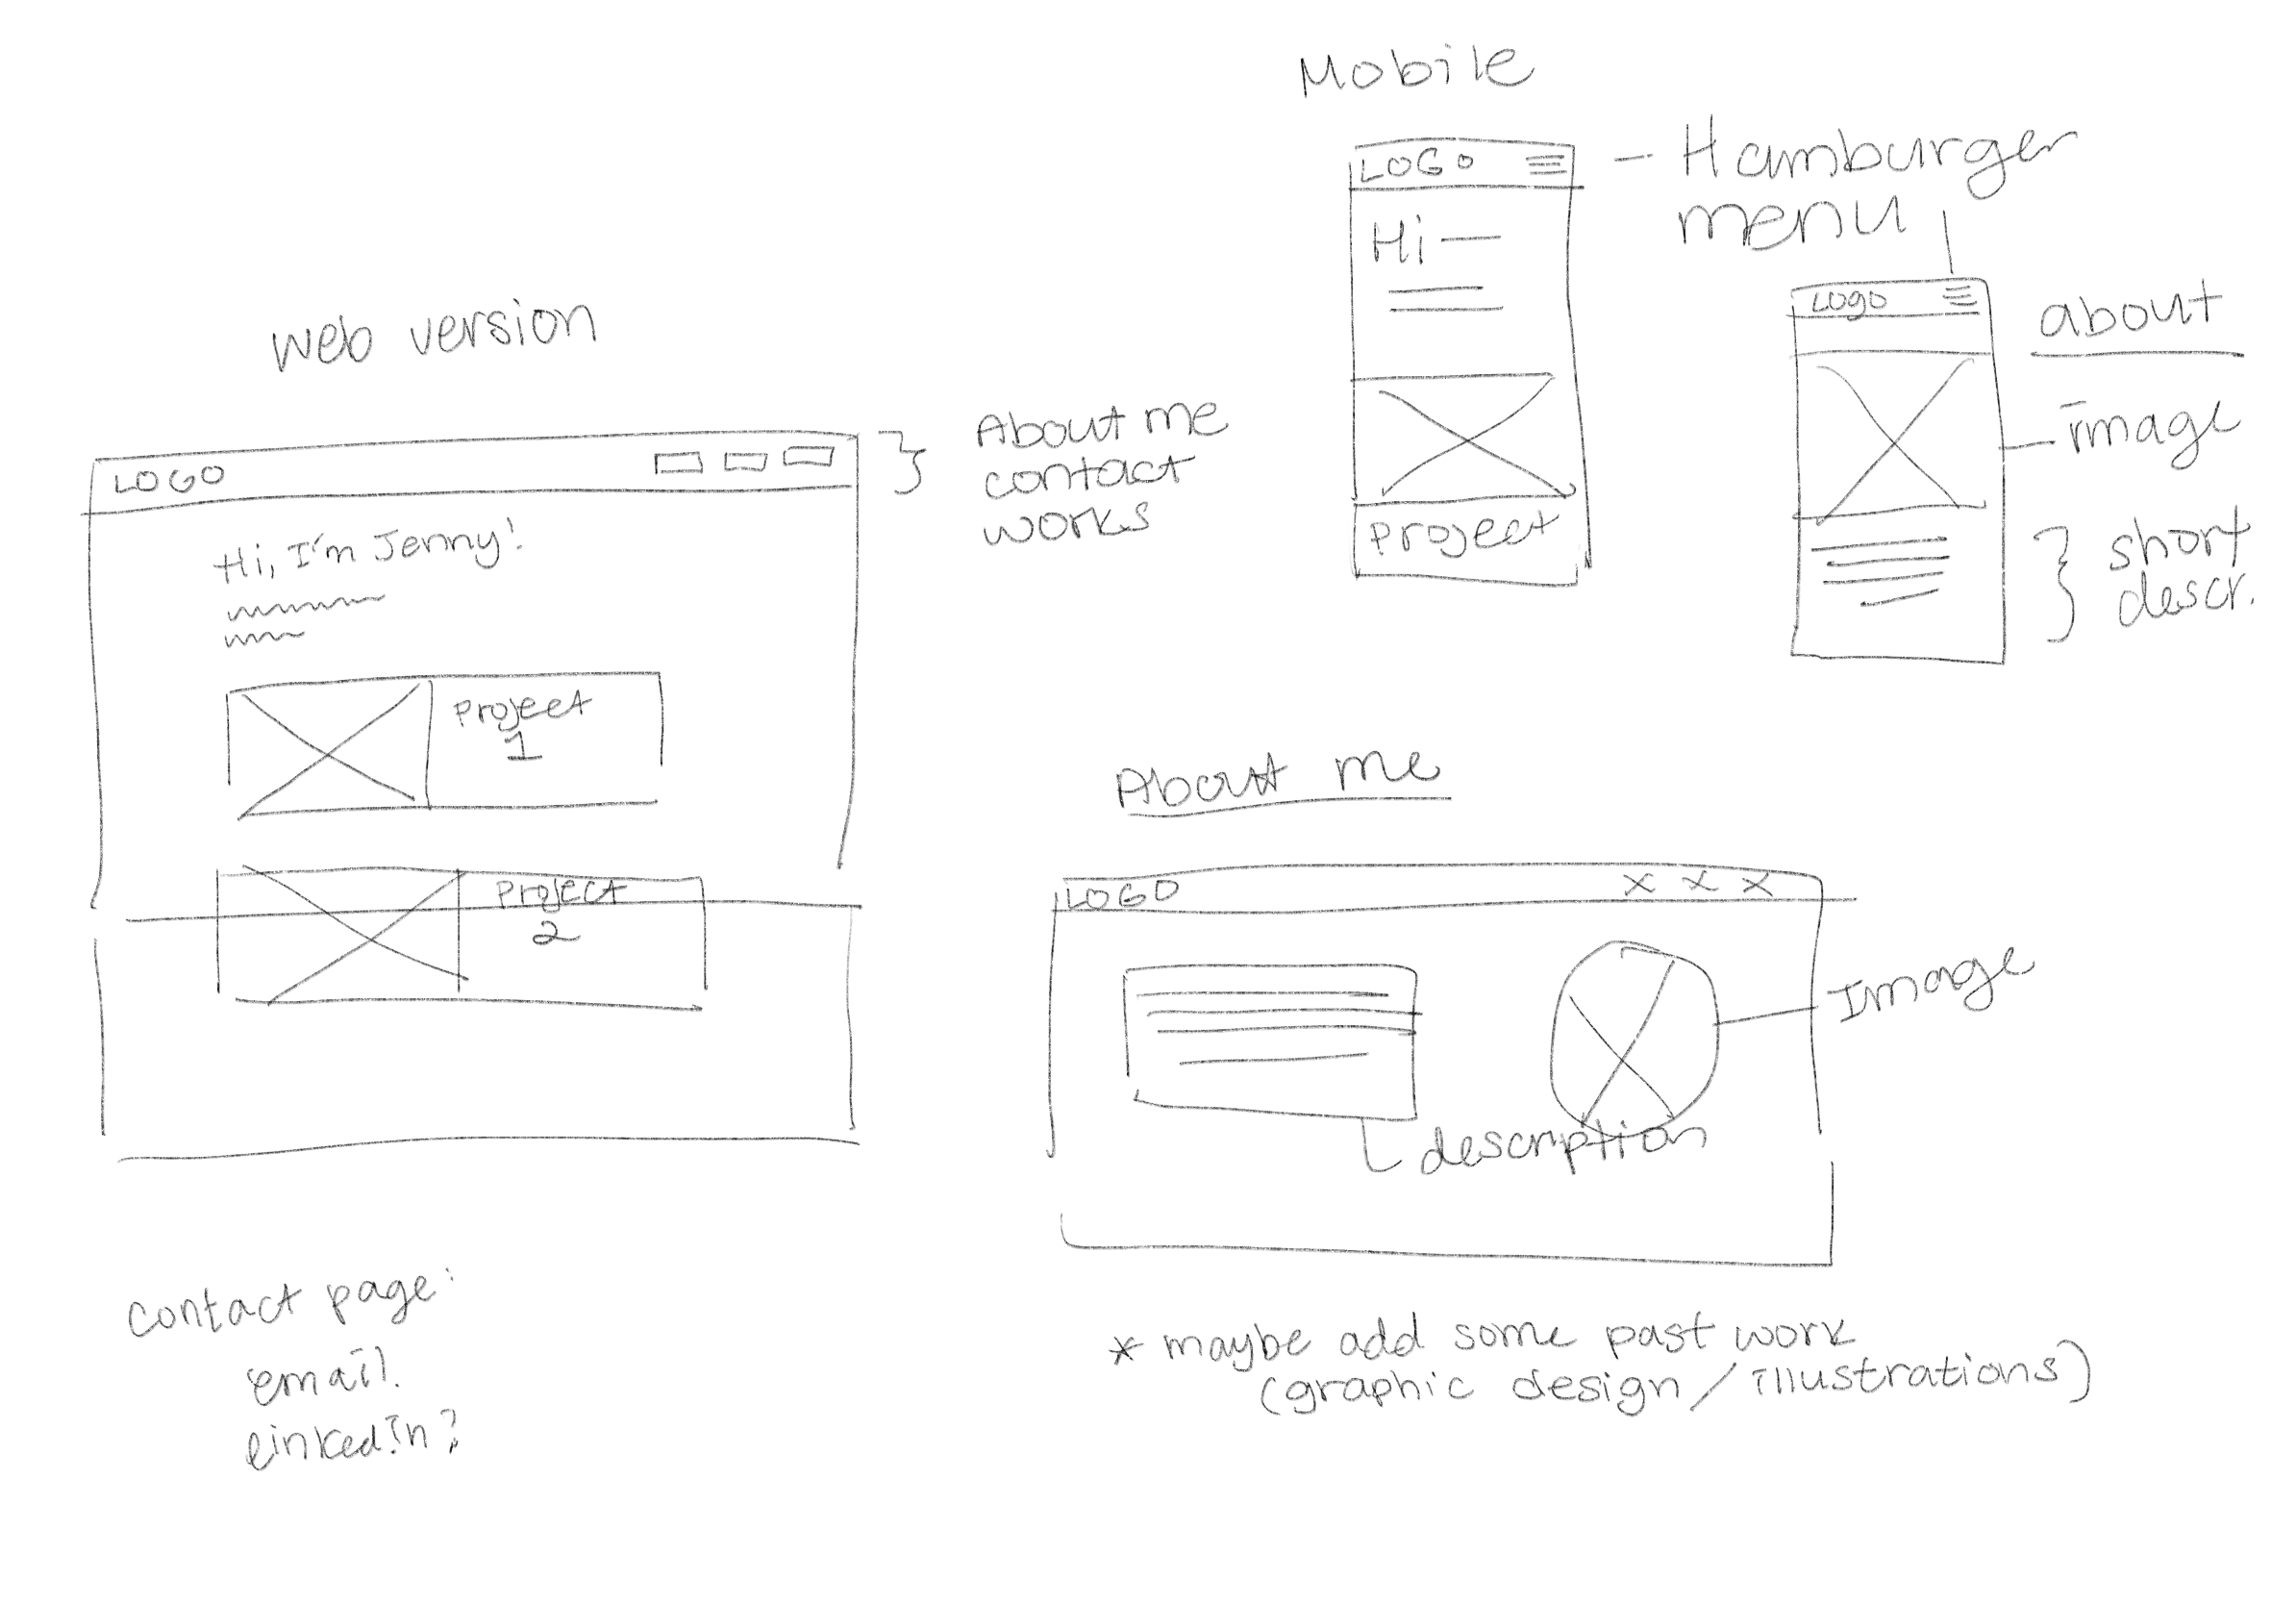 Mobile
LOGO
- Hamburger
menu
Hi
Project
Logo
about
image
short
descr.
web version
LOGO
About me
contact
works
Hi, I'm Jenny!
Project
1
Project
2
About me
LOGO
x x x
Image
description
contact page:
email.
linkedin?
* maybe add some past work
(graphic design / illustrations)